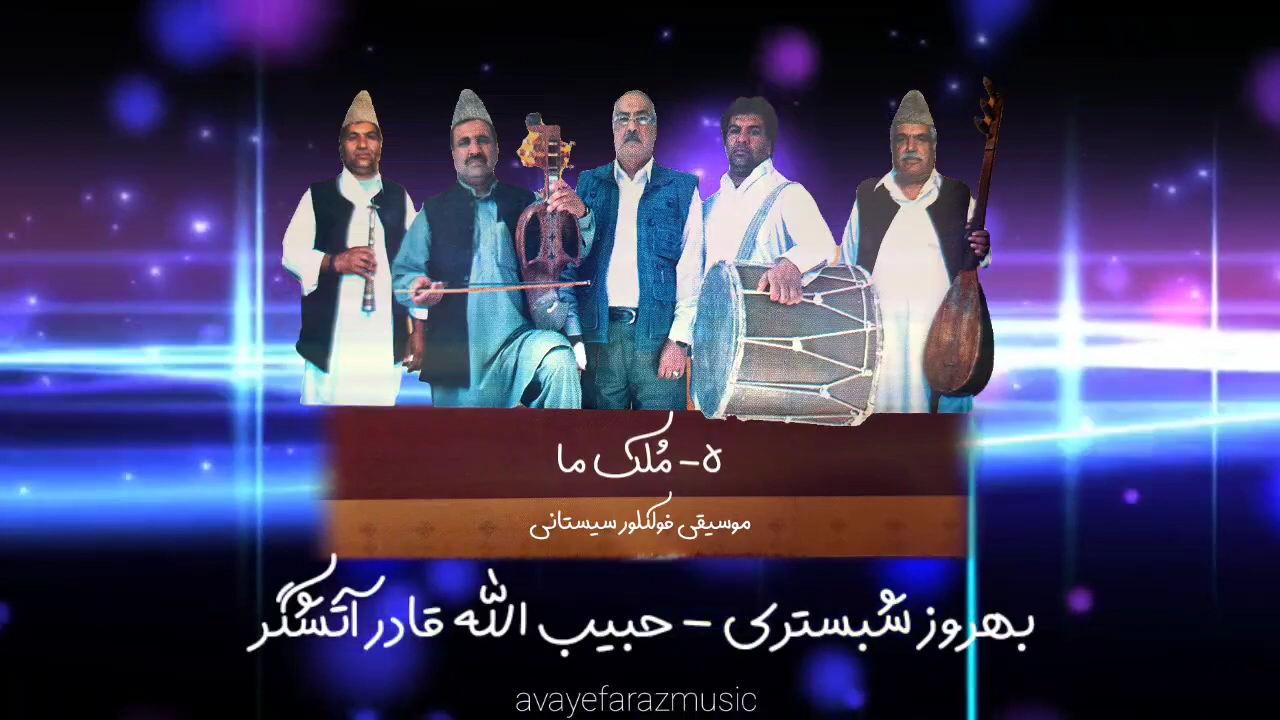 ۵- مُلک ما
موسیقی فولکلور سیستانی
بهروز شبستری - حبیب الله قادر آتشگر
avayefarazmusic